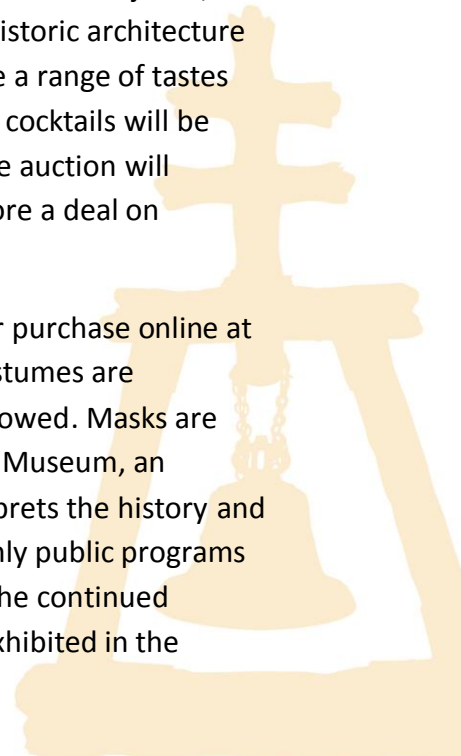 istoric architecture
e a range of tastes
cocktails will be
e auction will
ore a deal on
r purchase online at
stumes are
owed. Masks are
Museum, an
prets the history and
nly public programs
he continued
xhibited in the